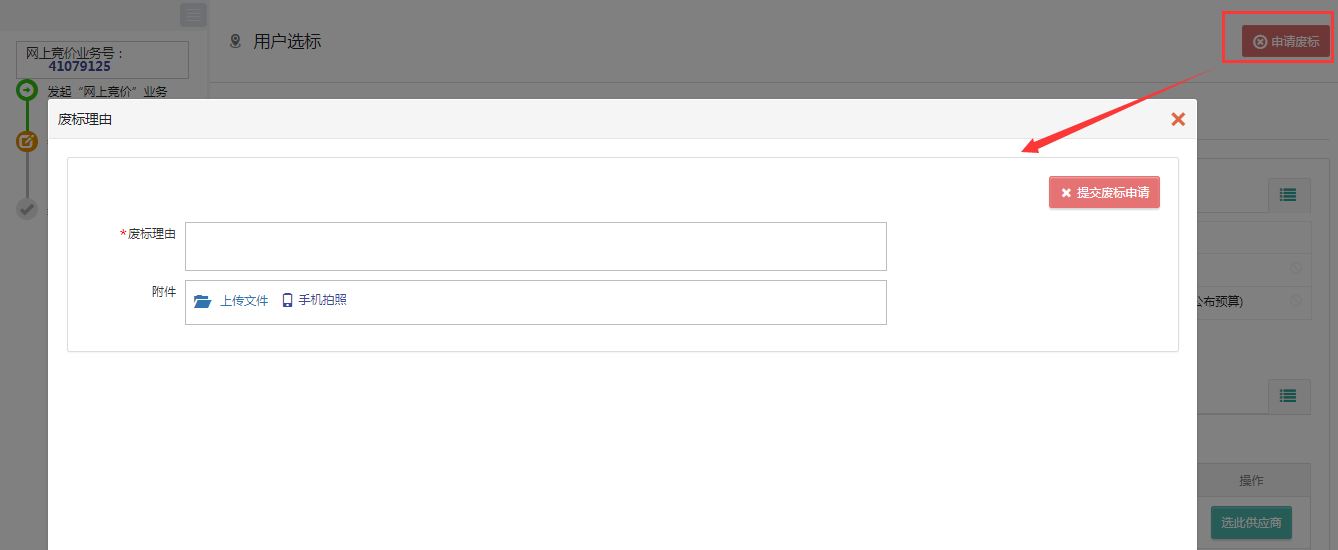 用户选标
申请废标
网上竞价业务号：
41079125
发起“网上竞价”业务
废标理由
提交废标申请
*废标理由
附件
上传文件 手机拍照
公布预算)
操作
选此供应商